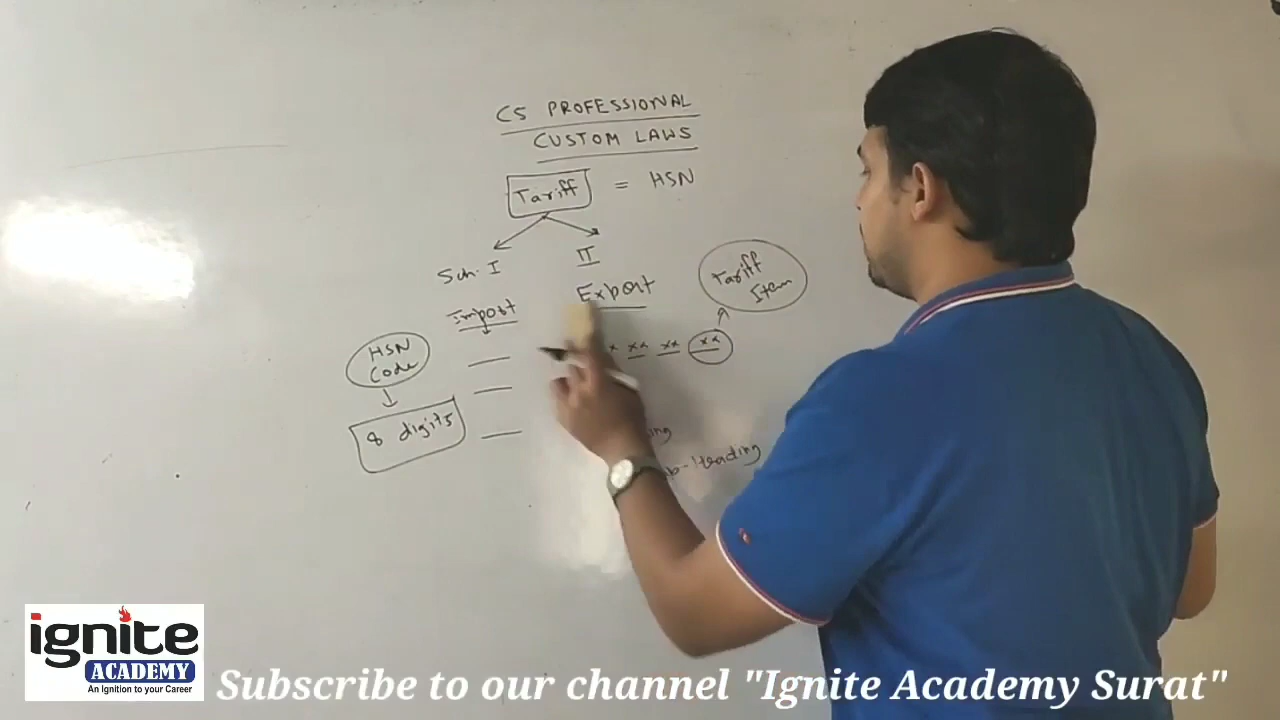 CS PROFESSIONAL
CUSTOM LAWS
Tariff = HSN
Sch. I
II
Import
Export
Tariff
Item
xx xx xx
HSN
Code
8 digits
ignite
ACADEMY
An Ignition to your Career
Subscribe to our channel "Ignite Academy Surat"